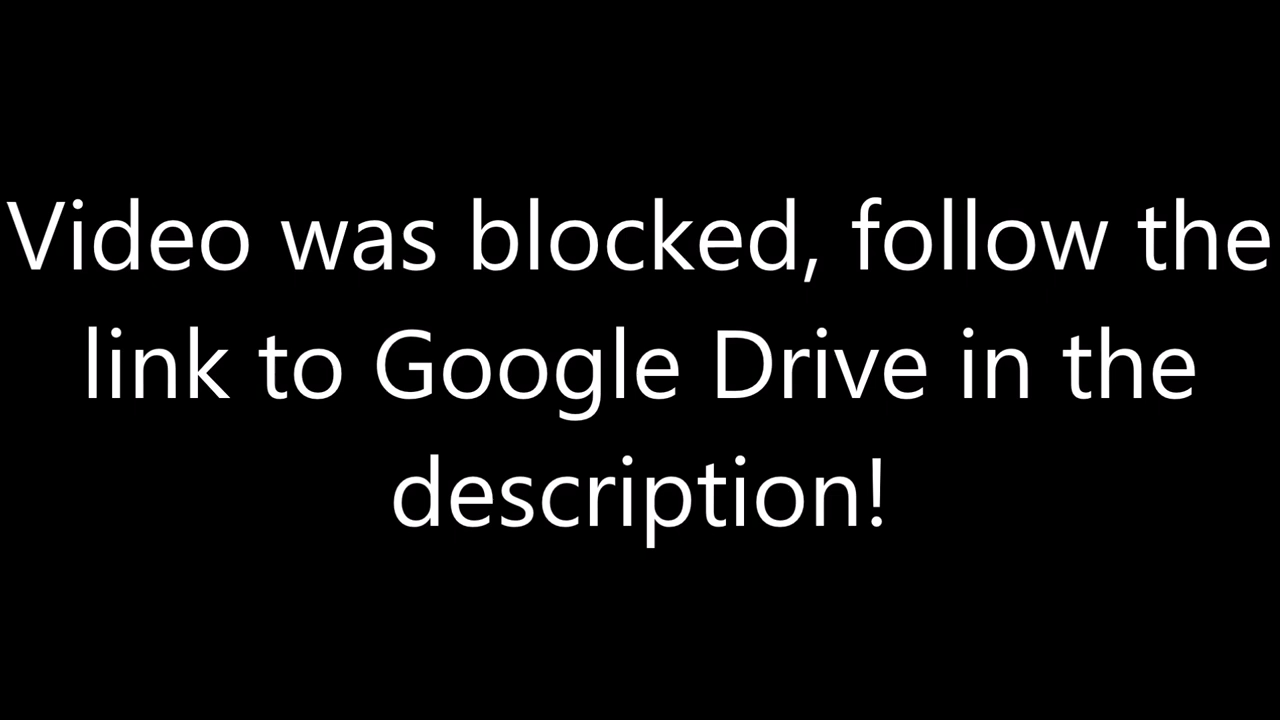 Video was blocked, follow the
link to Google Drive in the
description!